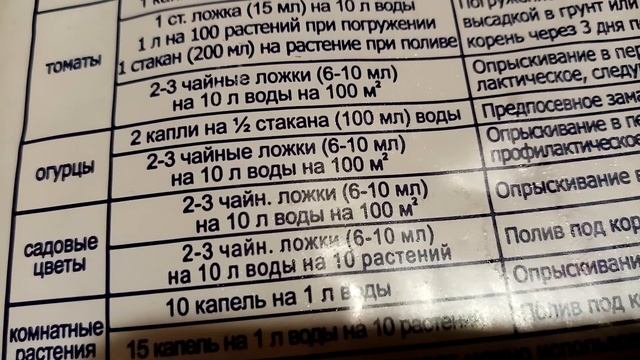 1 ст. ложка (15 мл) на 10 л воды
1 л на 100 растений при погружении
1 стакан (200 мл) на растение при поливе
высадкой в грунт или
корень через 3 дня п
томаты
2-3 чайные ложки (6-10 мл)
на 10 л воды на 100 м²
Опрыскивание в пе
лактическое, следу
2 капли на ½ стакана (100 мл) воды
Предпосевное зама
огурцы
2-3 чайные ложки (6-10 мл)
на 10 л воды на 100 м²
Опрыскивание в пе
профилактическое
садовые
цветы
2-3 чайн. ложки (6-10 мл)
на 10 л воды на 100 м²
Опрыскивание в
2-3 чайн. ложки (6-10 мл)
на 10 л воды на 10 растений
Полив под кор
комнатные
растения
10 капель на 1 л воды
Опрыскивани
15 капель на 1 л воды на 10 растений
Полив под к